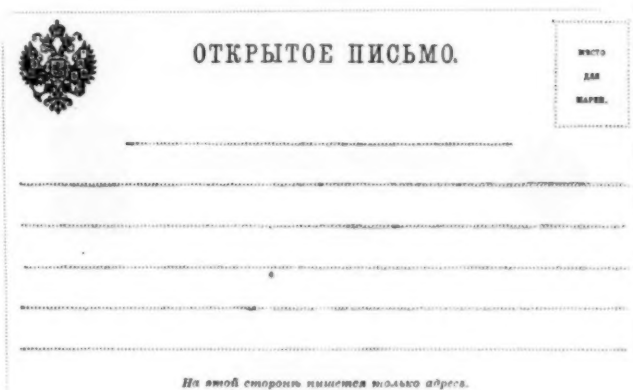 ОТКРЫТОЕ ПИСЬМО.
МѢСТО
ДЛЯ
МАРКИ.
На этой сторонѣ пишется только адресъ.